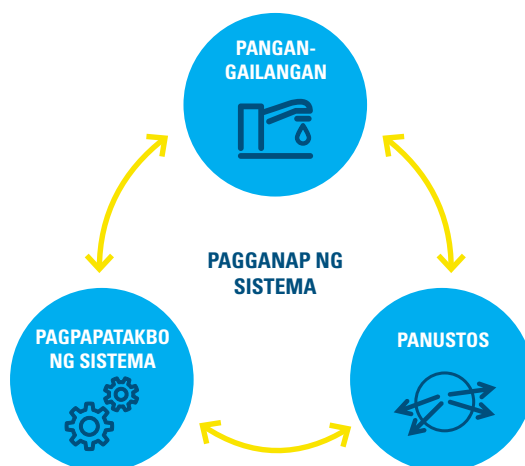 PANGAN-
GAILANGAN
PAGGANAP NG
SISTEMA
PAGPAPATAKBO
NG SISTEMA
PANUSTOS